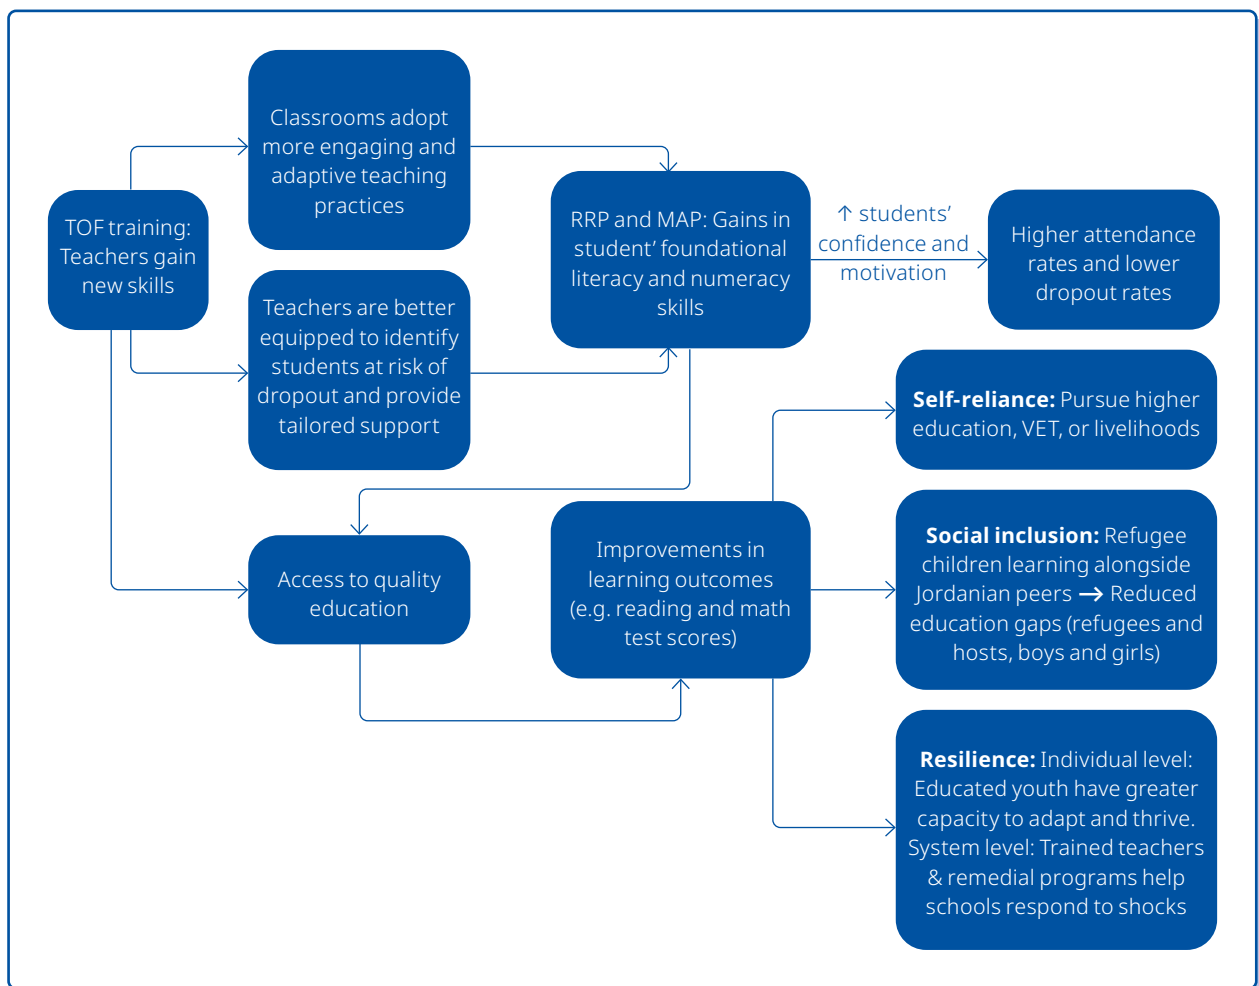 TOF training:
Teachers gain
new skills
Classrooms adopt
more engaging and
adaptive teaching
practices
Teachers are better
equipped to identify
students at risk of
dropout and provide
tailored support
RRP and MAP: Gains in
student’ foundational
literacy and numeracy
skills
↑ students’
confidence and
motivation
Higher attendance
rates and lower
dropout rates
Access to quality
education
Improvements in
learning outcomes
(e.g. reading and math
test scores)
Self-reliance: Pursue higher
education, VET, or livelihoods
Social inclusion: Refugee
children learning alongside
Jordanian peers → Reduced
education gaps (refugees and
hosts, boys and girls)
Resilience: Individual level:
Educated youth have greater
capacity to adapt and thrive.
System level: Trained teachers
& remedial programs help
schools respond to shocks